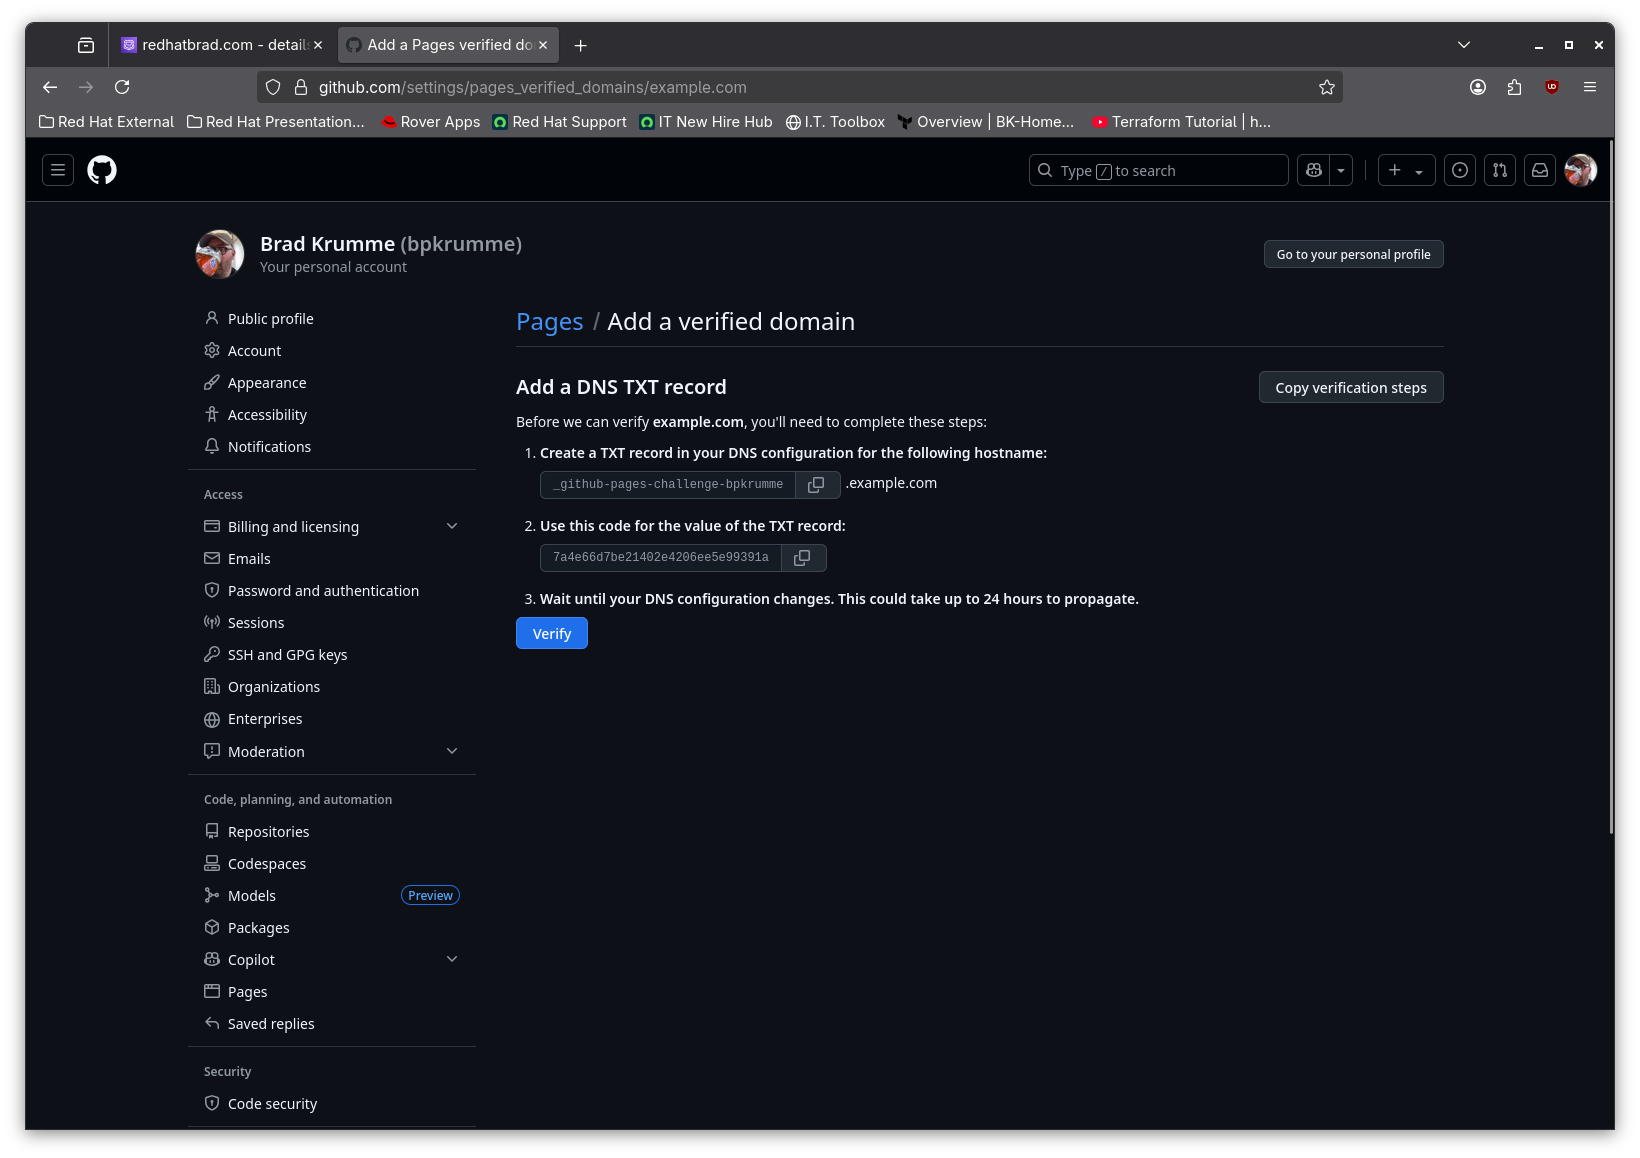 redhatbrad.com - details
Add a Pages verified do
github.com/settings/pages_verified_domains/example.com
Red Hat External
Red Hat Presentation...
Rover Apps
Red Hat Support
IT New Hire Hub
I.T. Toolbox
Overview | BK-Home...
Terraform Tutorial | h...
Type / to search
Brad Krumme (bpkrumme)
Your personal account
Go to your personal profile
Public profile
Account
Appearance
Accessibility
Notifications
Access
Billing and licensing
Emails
Password and authentication
Sessions
SSH and GPG keys
Organizations
Enterprises
Moderation
Code, planning, and automation
Repositories
Codespaces
Models
Preview
Packages
Copilot
Pages
Saved replies
Security
Code security
Pages / Add a verified domain
Add a DNS TXT record
Copy verification steps
Before we can verify example.com, you'll need to complete these steps:
1. Create a TXT record in your DNS configuration for the following hostname:
_github-pages-challenge-bpkrumme .example.com
2. Use this code for the value of the TXT record:
7a4e66d7be21402e4206ee5e99391a
3. Wait until your DNS configuration changes. This could take up to 24 hours to propagate.
Verify